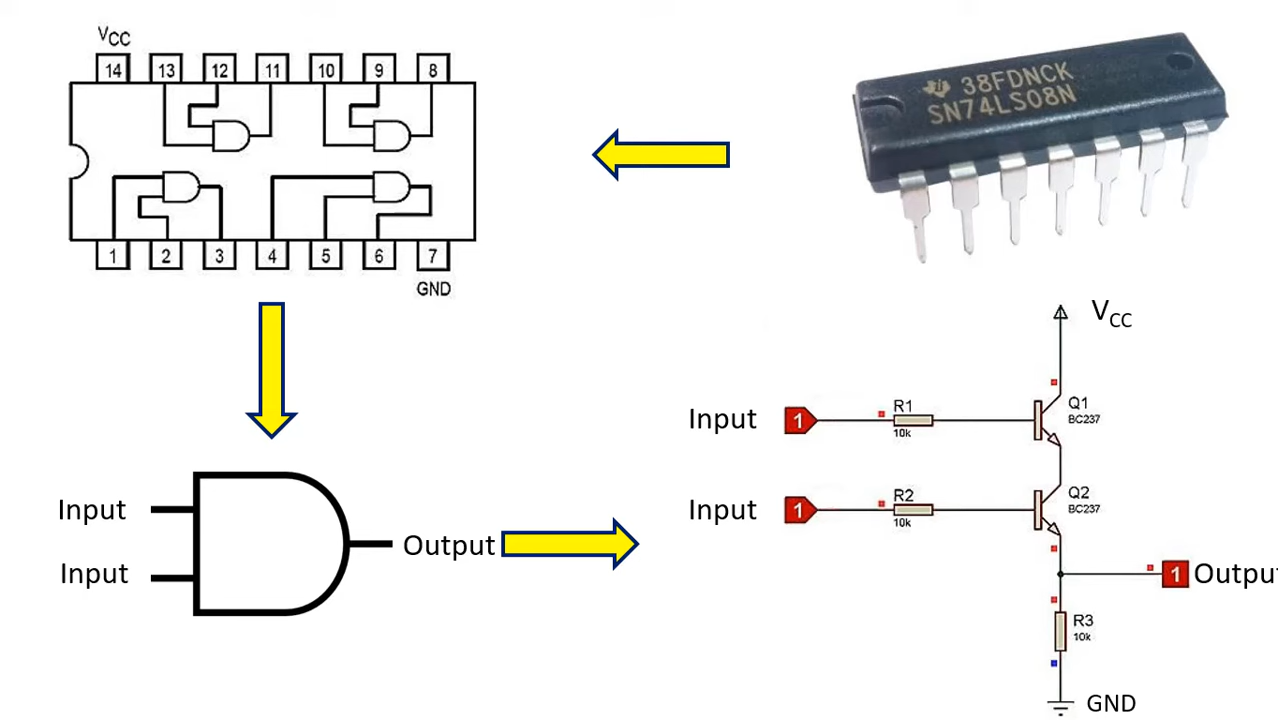 VCC
14 13 12 11 10 9 8
1 2 3 4 5 6 7
GND
38FDNCK
SN74LS08N
Input
Input
Output
VCC
Input 1 R1
10k
Q1
BC237
Input 1 R2
10k
Q2
BC237
1 Outpu
R3
10k
GND